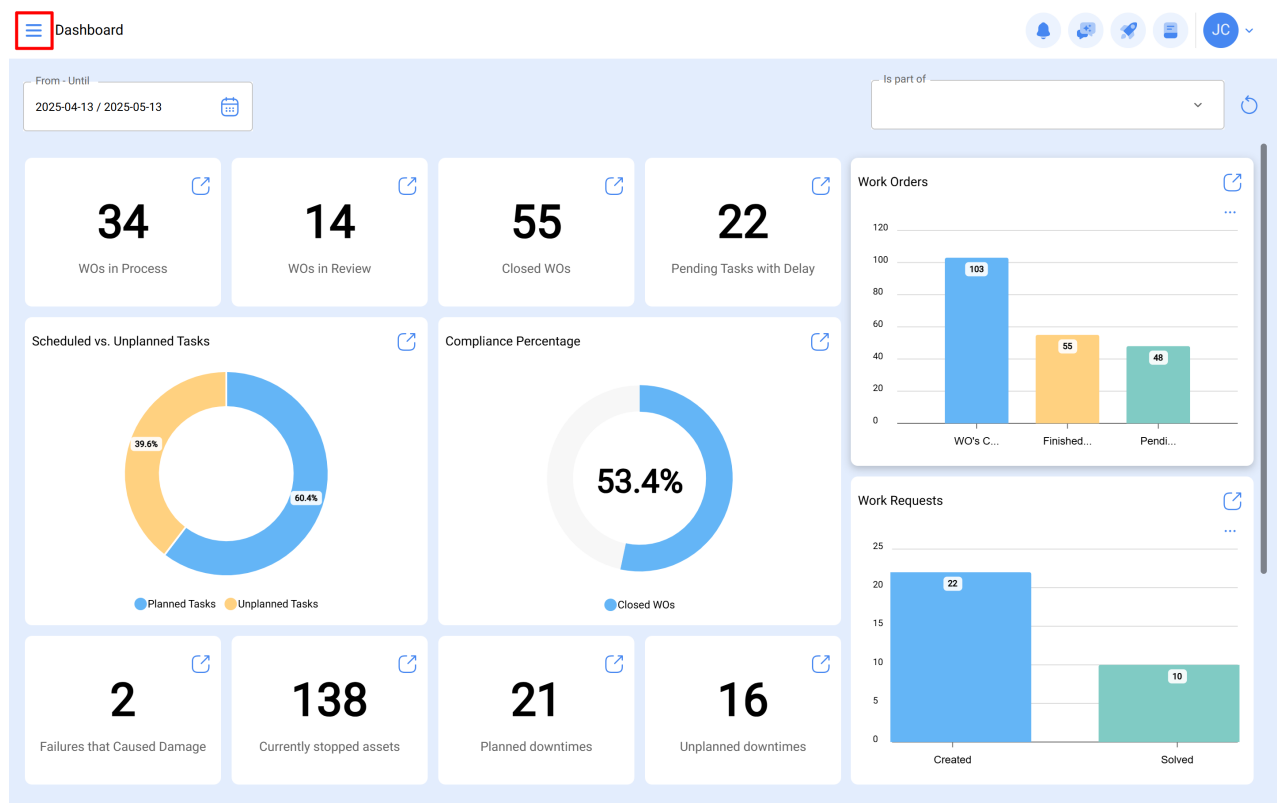 Dashboard
JC
From - Until
2025-04-13 / 2025-05-13
Is part of
34
WOs in Process
14
WOs in Review
55
Closed WOs
22
Pending Tasks with Delay
Work Orders
...
120
100
80
60
40
20
0
103
55
48
WO's C...
Finished...
Pendi...
Scheduled vs. Unplanned Tasks
39.6%
60.4%
Planned Tasks
Unplanned Tasks
Compliance Percentage
53.4%
Closed WOs
Work Requests
...
25
20
15
10
5
0
22
10
Created
Solved
2
Failures that Caused Damage
138
Currently stopped assets
21
Planned downtimes
16
Unplanned downtimes